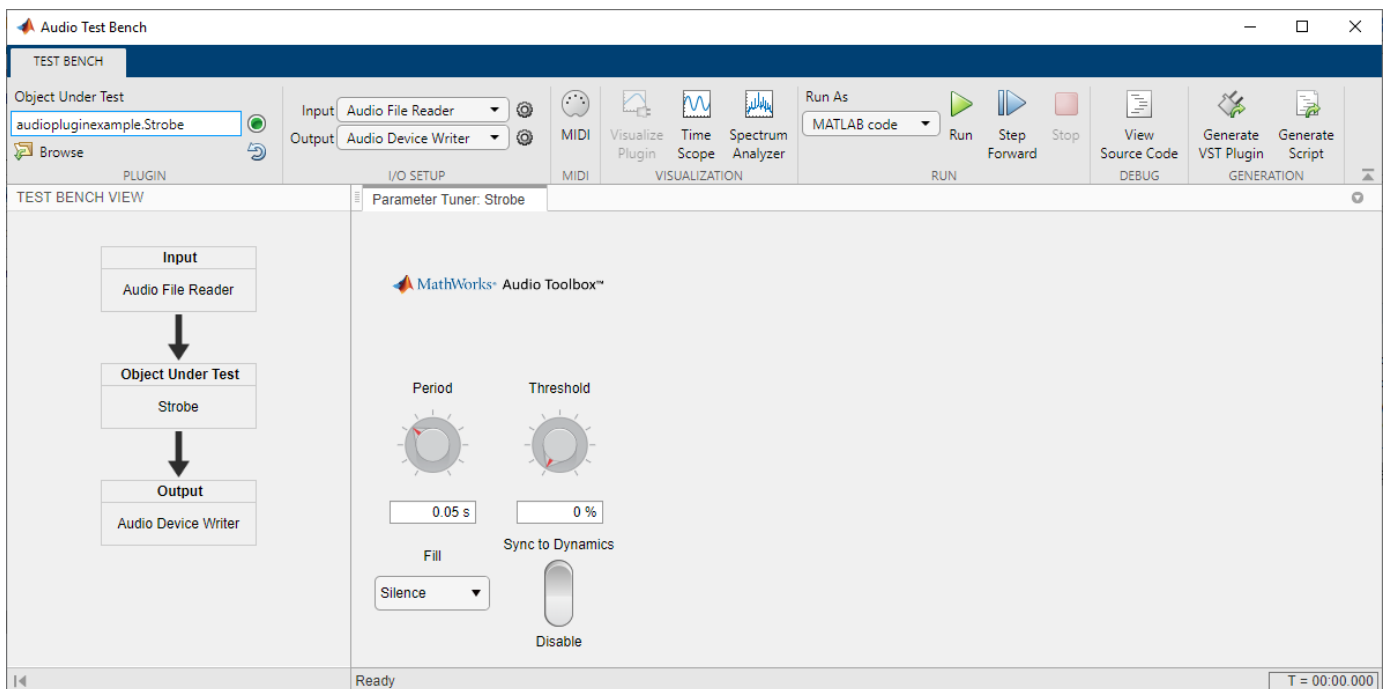 Audio Test Bench
TEST BENCH
Object Under Test
audiopluginexample.Strobe
Browse
PLUGIN
Input Audio File Reader
Output Audio Device Writer
I/O SETUP
MIDI
MIDI
Visualize Plugin
Time Scope
Spectrum Analyzer
VISUALIZATION
Run As
MATLAB code
Run
Step Forward
Stop
RUN
View Source Code
DEBUG
Generate VST Plugin
Generate Script
GENERATION
TEST BENCH VIEW
Input
Audio File Reader
Object Under Test
Strobe
Output
Audio Device Writer
Parameter Tuner: Strobe
MathWorks® Audio Toolbox™
Period
Threshold
0.05 s
0 %
Fill
Sync to Dynamics
Silence
Disable
Ready
T = 00:00.000